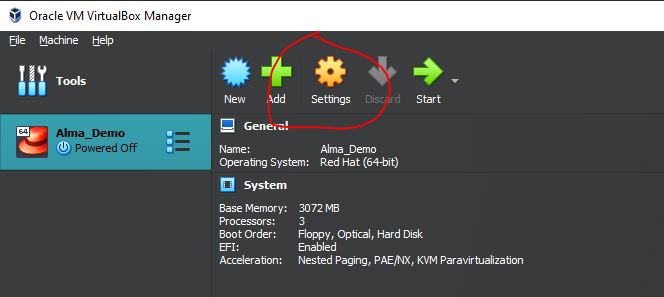 Oracle VM VirtualBox Manager
File Machine Help
Tools
New Add Settings Discard Start
64
Alma_Demo
Powered Off
General
Name: Alma_Demo
Operating System: Red Hat (64-bit)
System
Base Memory: 3072 MB
Processors: 3
Boot Order: Floppy, Optical, Hard Disk
EFI: Enabled
Acceleration: Nested Paging, PAE/NX, KVM Paravirtualization